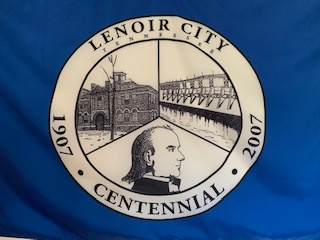 LENOIR CITY
TENNESSEE
1907 • CENTENNIAL • 2007